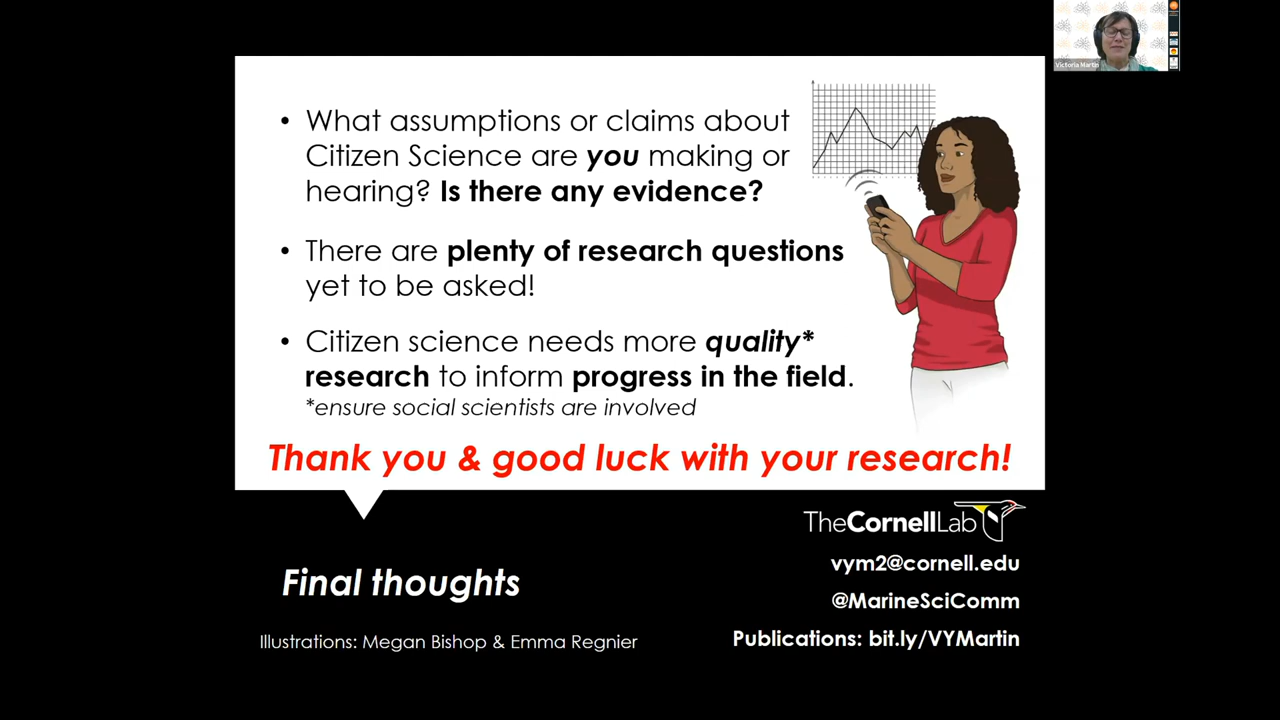 Victoria Martin
• What assumptions or claims about
Citizen Science are you making or
hearing? Is there any evidence?
• There are plenty of research questions
yet to be asked!
• Citizen science needs more quality*
research to inform progress in the field.
*ensure social scientists are involved
Thank you & good luck with your research!
Final thoughts
Illustrations: Megan Bishop & Emma Regnier
TheCornellLab
vym2@cornell.edu
@MarineSciComm
Publications: bit.ly/VYMartin